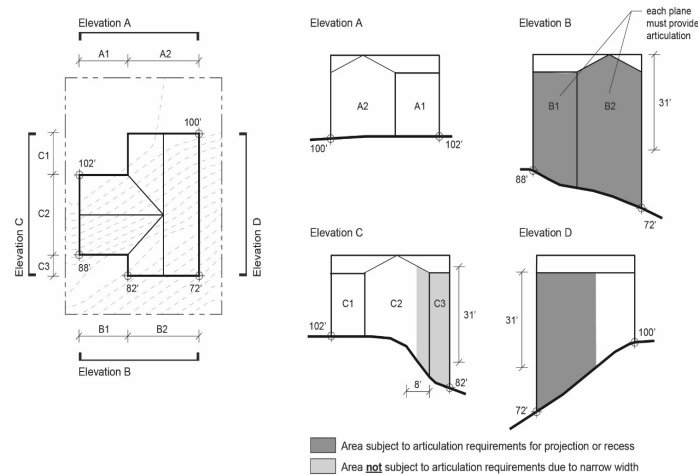 Elevation A
A1
A2
100'
C1
102'
Elevation C
C2
Elevation D
C3
88'
82'
72'
B1
B2
Elevation B
Elevation A
A2
A1
100'
102'
Elevation B
each plane
must provide
articulation
B1
B2
31'
88'
72'
Elevation C
C1
C2
C3
31'
102'
8'
82'
Elevation D
31'
100'
72'
Area subject to articulation requirements for projection or recess
Area not subject to articulation requirements due to narrow width